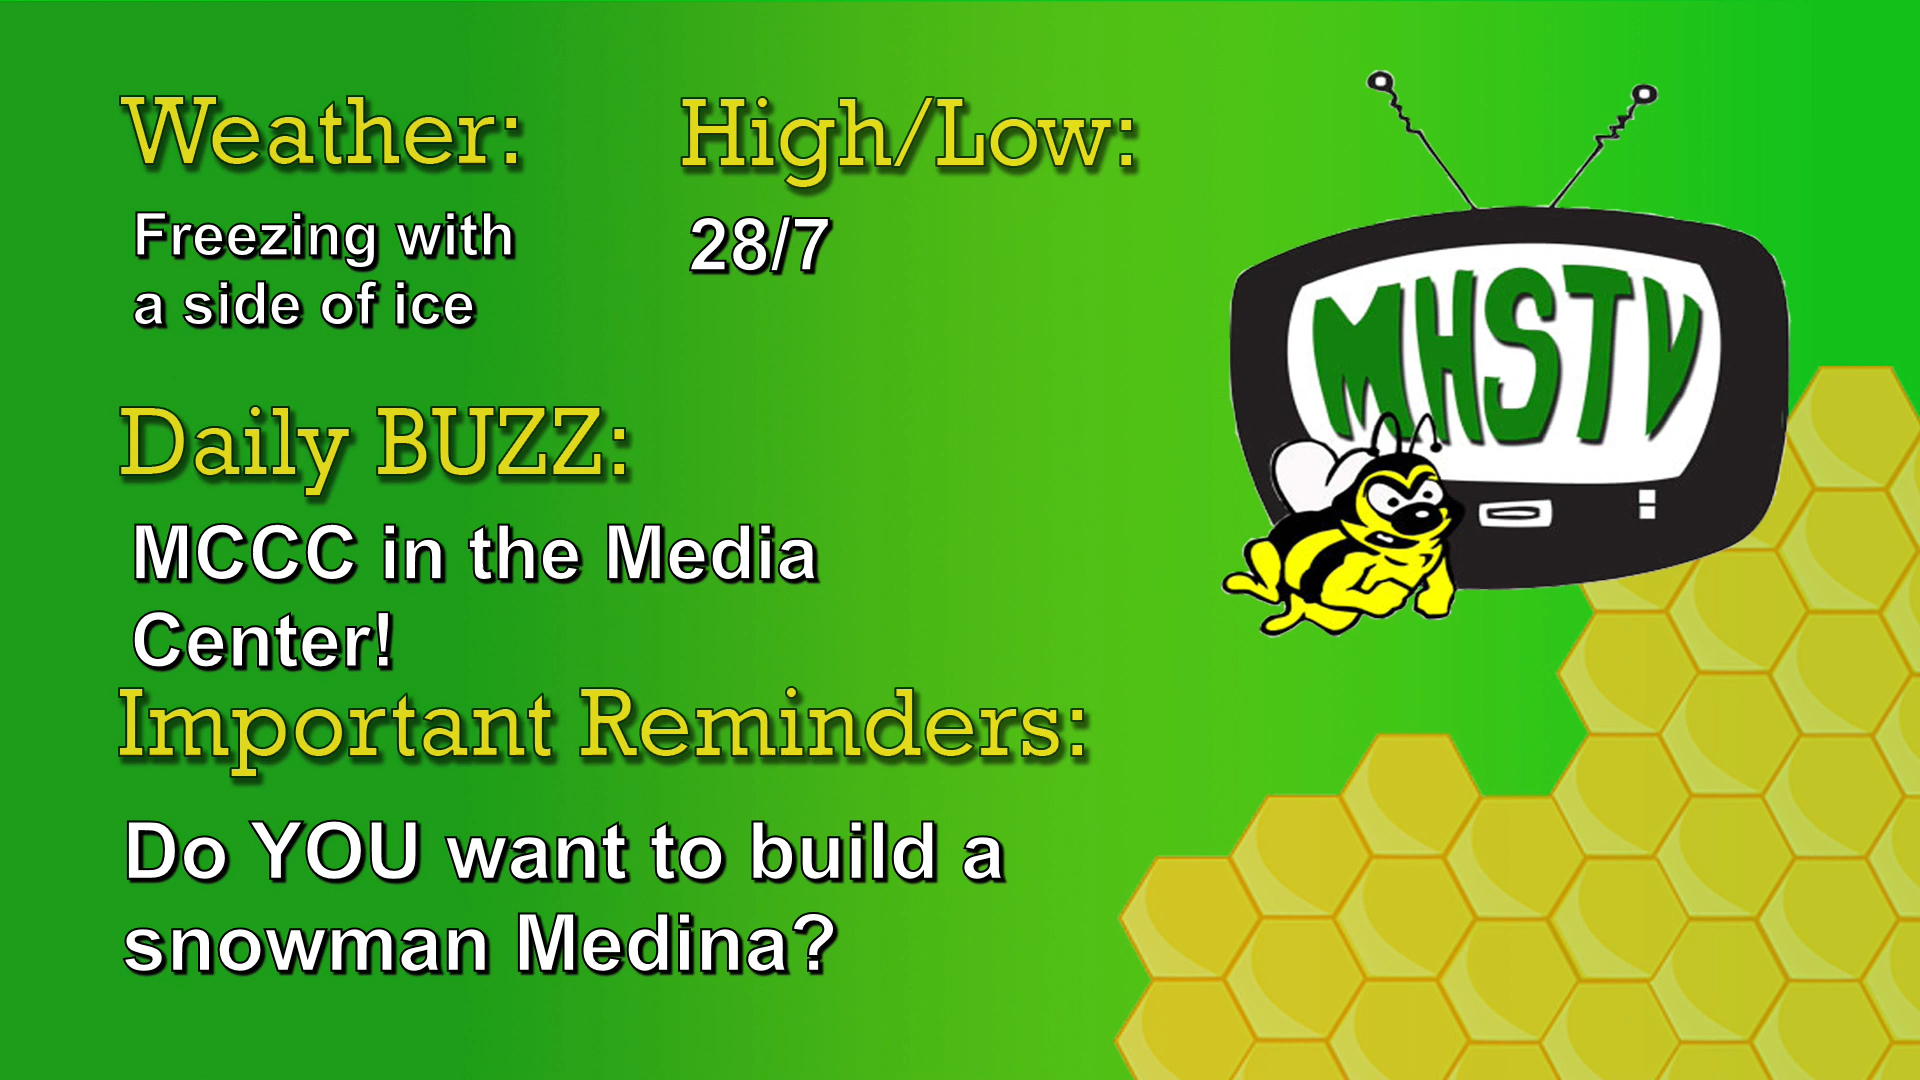 Weather:
High/Low:
Freezing with
a side of ice
28/7
MHSTV
Daily BUZZ:
MCCC in the Media
Center!
Important Reminders:
Do YOU want to build a
snowman Medina?